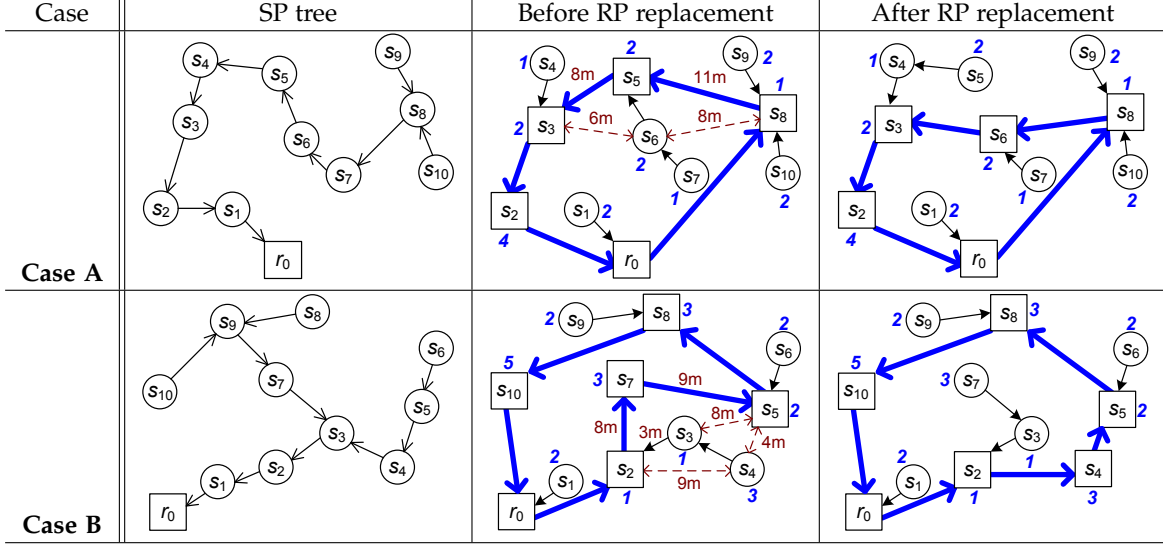 Case SP tree Before RP replacement After RP replacement
s4 s9 s5 s8 s3 s6 s7 s10 s2 s1 r0
1 s4 2 s9 2 8m s5 11m 1 s8 2 s3 6m 8m s6 2 s7 1 s10 2 s2 4 s1 2 r0
1 s4 2 s5 s9 2 1 s8 2 s3 s6 2 s7 1 s10 2 s2 4 s1 2 r0
Case A
s9 s8 s6 s10 s7 s5 s3 s4 s2 s1 r0
2 s9 s8 3 2 s6 5 s10 3 s7 9m s5 2 8m 8m 3m s3 1 4m s2 1 9m s4 3 2 s1 r0
2 s9 s8 3 2 s6 5 s10 3 s7 s5 2 s3 s2 1 1 s4 3 2 s1 r0
Case B